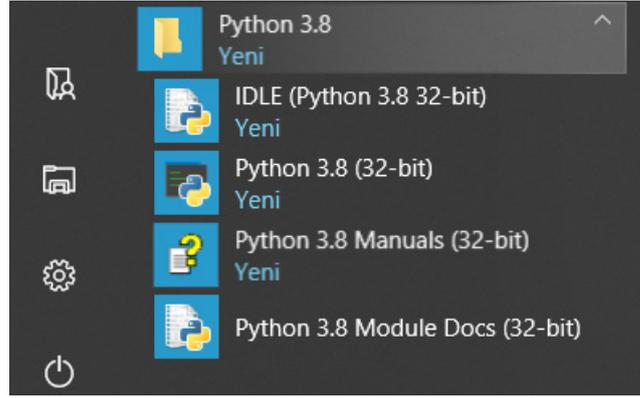 Python 3.8
Yeni
IDLE (Python 3.8 32-bit)
Yeni
Python 3.8 (32-bit)
Yeni
Python 3.8 Manuals (32-bit)
Yeni
Python 3.8 Module Docs (32-bit)